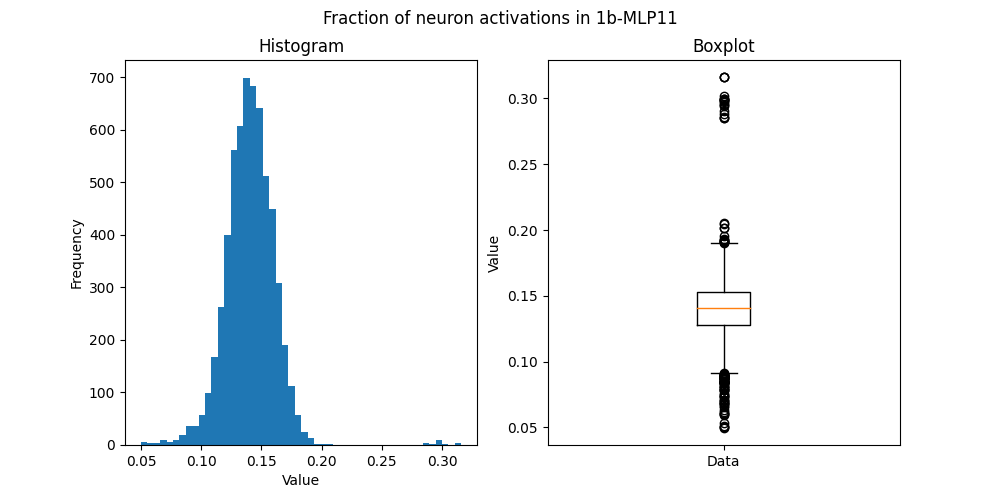 Fraction of neuron activations in 1b-MLP11
Histogram
Boxplot
700
600
500
400
300
200
100
0
Frequency
0.05 0.10 0.15 0.20 0.25 0.30
Value
0.30
0.25
0.20
0.15
0.10
0.05
Value
Data